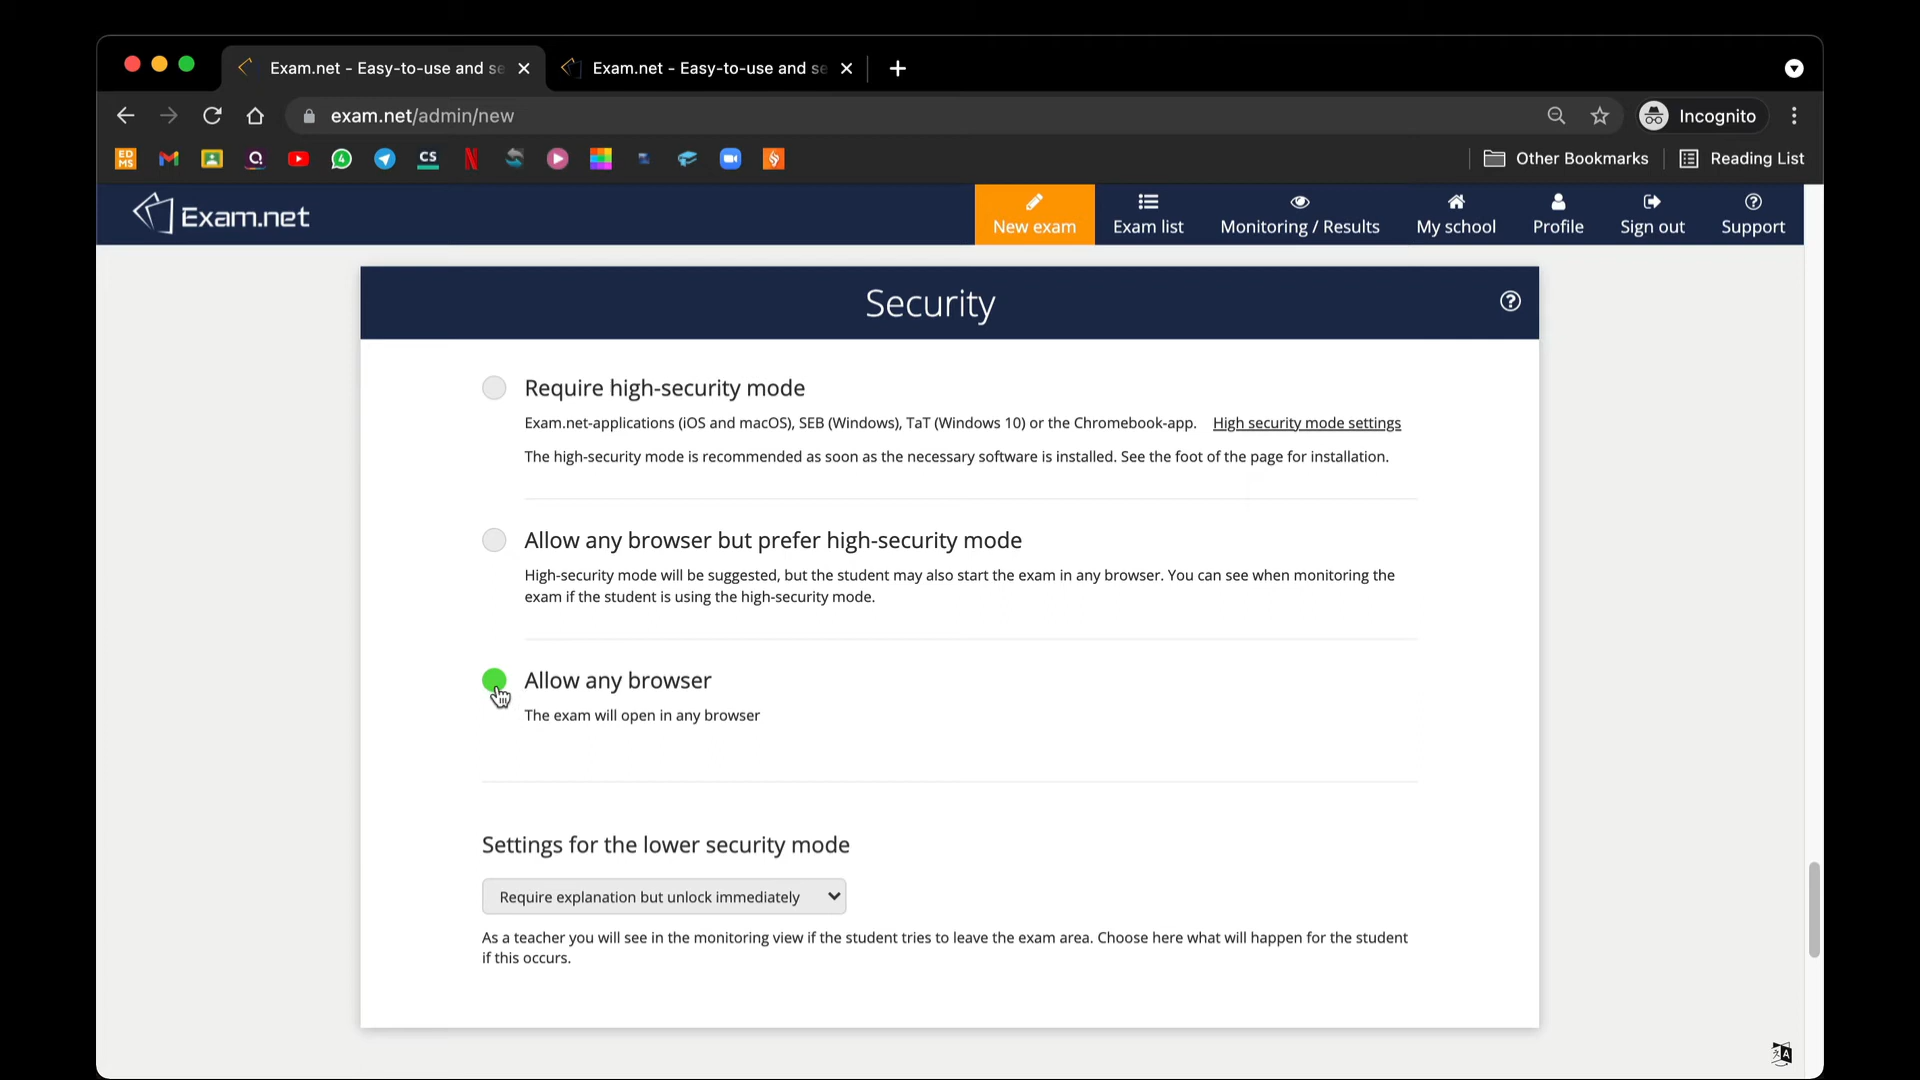 Exam.net - Easy-to-use and se
Exam.net - Easy-to-use and se
exam.net/admin/new
Incognito
ED
MS
4
CS
Other Bookmarks
Reading List
Exam.net
New exam
Exam list
Monitoring / Results
My school
Profile
Sign out
Support
Security
Require high-security mode
Exam.net-applications (iOS and macOS), SEB (Windows), TaT (Windows 10) or the Chromebook-app. High security mode settings
The high-security mode is recommended as soon as the necessary software is installed. See the foot of the page for installation.
Allow any browser but prefer high-security mode
High-security mode will be suggested, but the student may also start the exam in any browser. You can see when monitoring the
exam if the student is using the high-security mode.
Allow any browser
The exam will open in any browser
Settings for the lower security mode
Require explanation but unlock immediately
As a teacher you will see in the monitoring view if the student tries to leave the exam area. Choose here what will happen for the student
if this occurs.